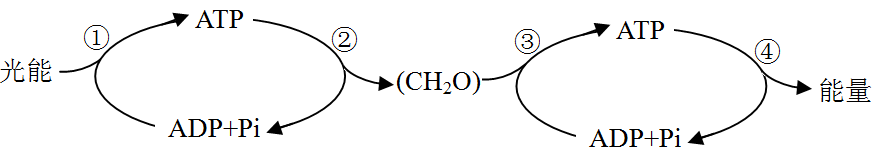 ① ATP ② ③ ATP ④
光能 (CH₂O) 能量
ADP+Pi ADP+Pi